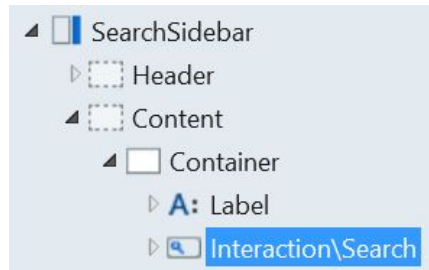 SearchSidebar
Header
Content
Container
A: Label
Interaction\Search